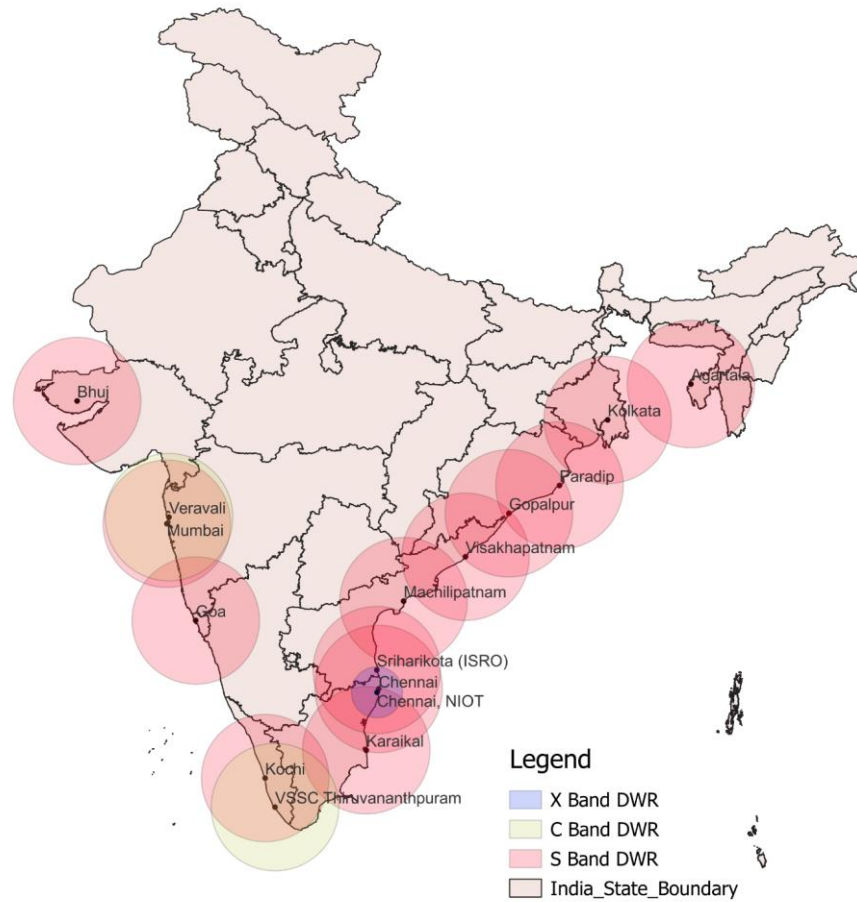 Agartala
Bhuj
Kolkata
Paradip
Gopalpur
Veravali
Mumbai
Visakhapatnam
Machilipatnam
Goa
Sriharikota (ISRO)
Chennai
Chennai, NIOT
Karaikal
Kochi
VSSC Thiruvananthpuram
Legend
X Band DWR
C Band DWR
S Band DWR
India_State_Boundary